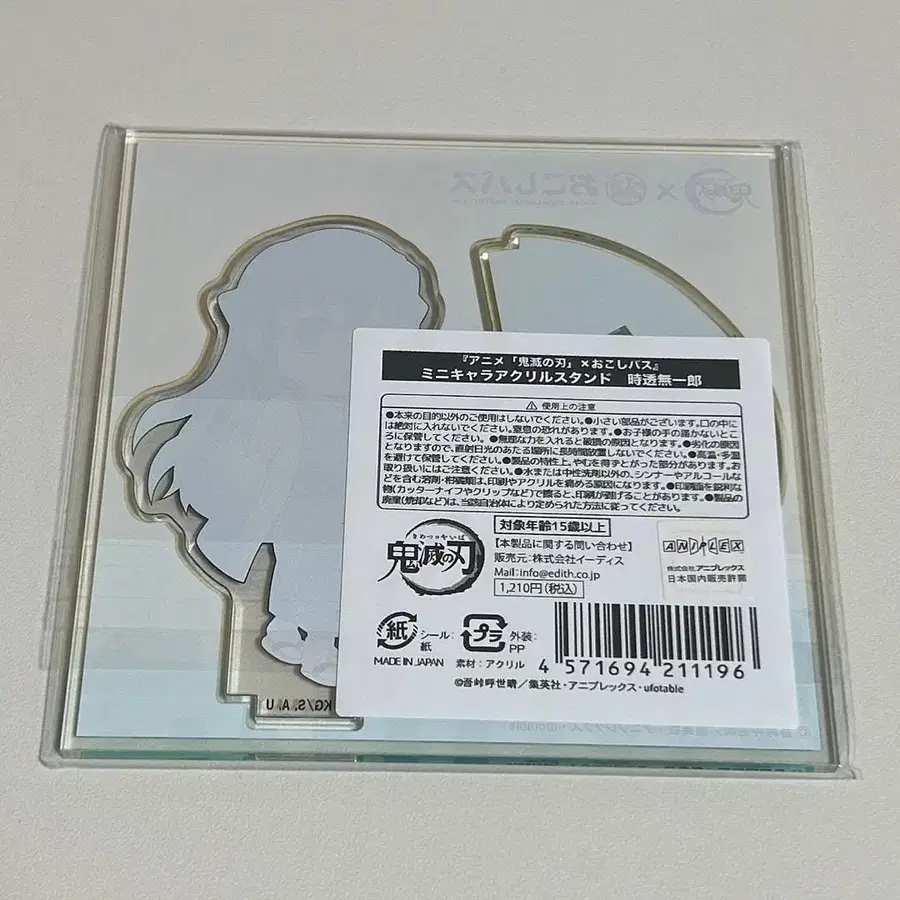 おこしバス
×
『アニメ「鬼滅の刃」×おこしバス』
ミニキャラアクリルスタンド 時透無一郎
⚠ 使用上の注意
●本来の目的以外のご使用はしないでください。●小さい部品がございます。口の中に
は絶対に入れないでください。窒息の恐れがあります。●お子様の手の届かないとこ
ろに保管してください。●無理な力を入れると破損の原因となります。●劣化の原因
となりますので、直射日光のあたる場所に長時間放置しないでください。●高温・多湿
を避けて保管してください。●製品の特性上、やむを得ずとがった部分があります。お
取り扱いにはご注意ください。●水または中性洗剤以外の、シンナーやアルコールな
どを含む溶剤・柑橘類は、印刷やアクリルを痛める原因になります。●印刷面を鋭利な
物(カッターナイフやクリップなど)で擦ると、印刷が剥げることがあります。●製品の
廃棄(焼却など)は、当該自治体により定められた方法に従ってください。
きめつのやいば
鬼滅の刃
対象年齢15歳以上
【本製品に関する問い合わせ】
販売元:株式会社イーディス
Mail:info@edith.co.jp
1,210円(税込)
ANIPLEX
株式会社アニプレックス
日本国内販売許諾
紙
シール:
紙
プラ
外装:
PP
MADE IN JAPAN
素材:アクリル
4 571694 211196
©吾峠呼世晴/集英社・アニプレックス・ufotable
KG/S,A,U